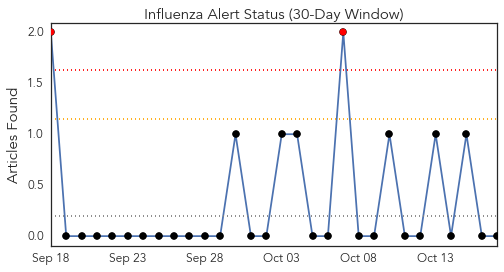 Influenza Alert Status (30-Day Window)
Articles Found
2.0
1.5
1.0
0.5
0.0
Sep 18 Sep 23 Sep 28 Oct 03 Oct 08 Oct 13